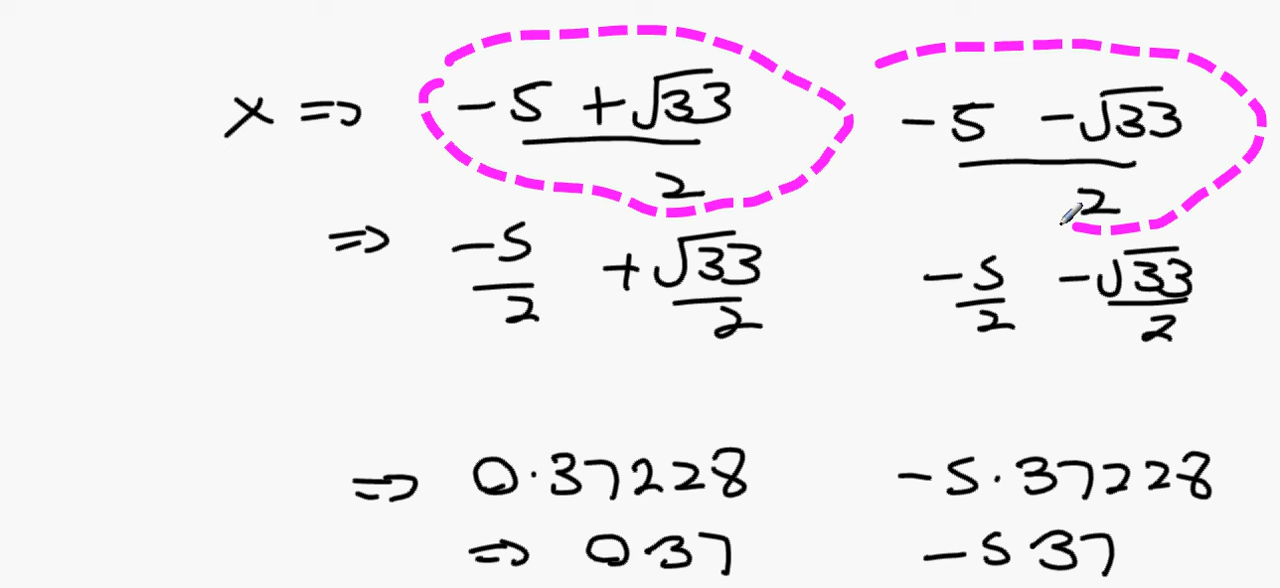 x ⇒ (-5 + √33)/2    (-5 - √33)/2
⇒ -5/2 + √33/2    -5/2 - √33/2
⇒ 0.37228    -5.37228
⇒ 0.37    -5 37